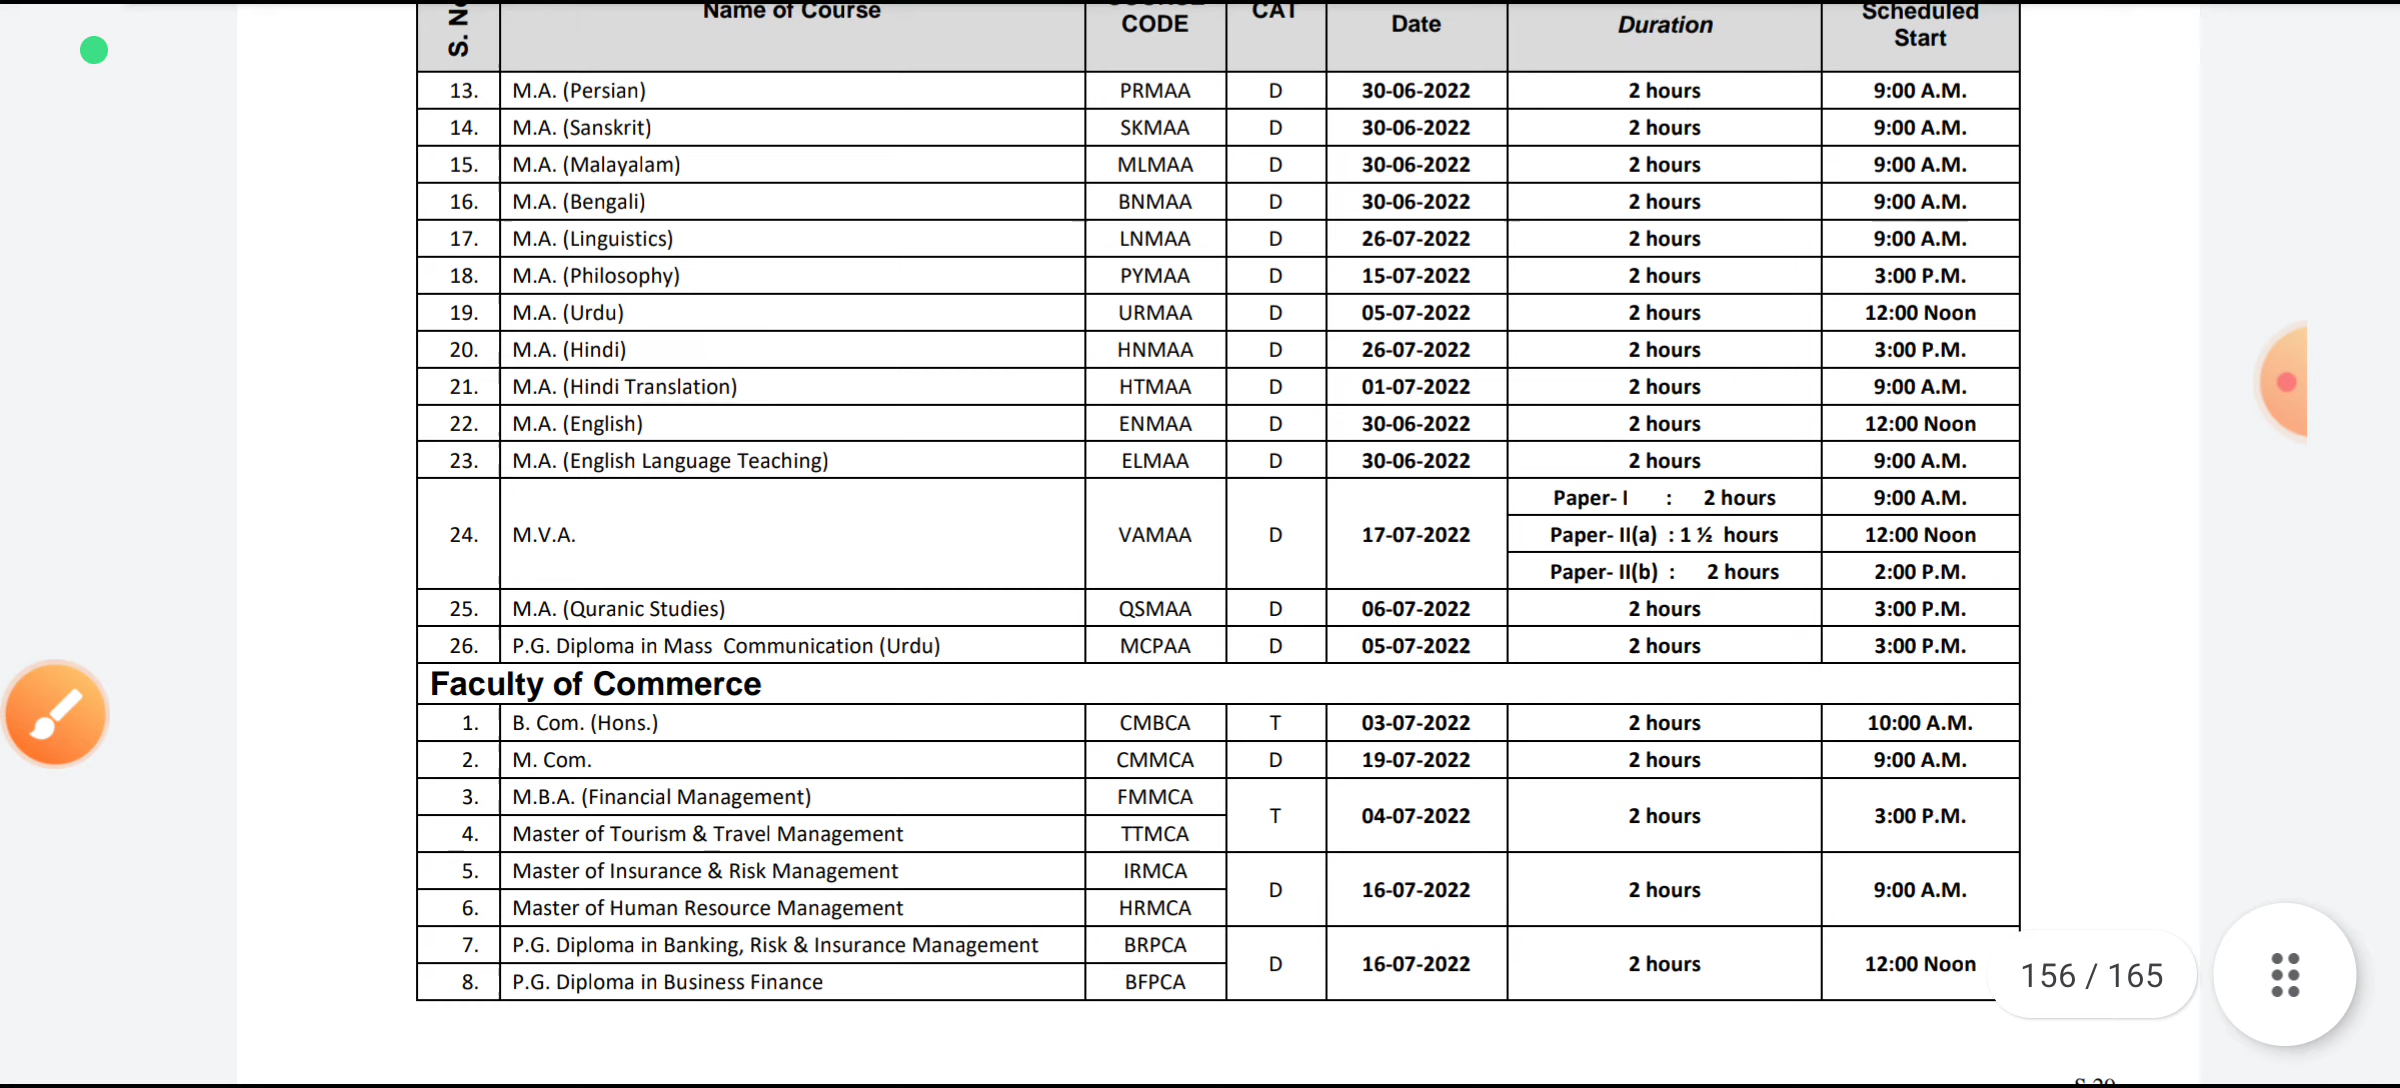 S. No Name of Course CODE CAT Date Duration Scheduled Start
13. M.A. (Persian) PRMAA D 30-06-2022 2 hours 9:00 A.M.
14. M.A. (Sanskrit) SKMAA D 30-06-2022 2 hours 9:00 A.M.
15. M.A. (Malayalam) MLMAA D 30-06-2022 2 hours 9:00 A.M.
16. M.A. (Bengali) BNMAA D 30-06-2022 2 hours 9:00 A.M.
17. M.A. (Linguistics) LNMAA D 26-07-2022 2 hours 9:00 A.M.
18. M.A. (Philosophy) PYMAA D 15-07-2022 2 hours 3:00 P.M.
19. M.A. (Urdu) URMAA D 05-07-2022 2 hours 12:00 Noon
20. M.A. (Hindi) HNMAA D 26-07-2022 2 hours 3:00 P.M.
21. M.A. (Hindi Translation) HTMAA D 01-07-2022 2 hours 9:00 A.M.
22. M.A. (English) ENMAA D 30-06-2022 2 hours 12:00 Noon
23. M.A. (English Language Teaching) ELMAA D 30-06-2022 2 hours 9:00 A.M.
24. M.V.A. VAMAA D 17-07-2022 Paper- I : 2 hours 9:00 A.M.
Paper- II(a) : 1 ½ hours 12:00 Noon
Paper- II(b) : 2 hours 2:00 P.M.
25. M.A. (Quranic Studies) QSMAA D 06-07-2022 2 hours 3:00 P.M.
26. P.G. Diploma in Mass Communication (Urdu) MCPAA D 05-07-2022 2 hours 3:00 P.M.
Faculty of Commerce
1. B. Com. (Hons.) CMBCA T 03-07-2022 2 hours 10:00 A.M.
2. M. Com. CMMCA D 19-07-2022 2 hours 9:00 A.M.
3. M.B.A. (Financial Management) FMMCA T 04-07-2022 2 hours 3:00 P.M.
4. Master of Tourism & Travel Management TTMCA
5. Master of Insurance & Risk Management IRMCA D 16-07-2022 2 hours 9:00 A.M.
6. Master of Human Resource Management HRMCA
7. P.G. Diploma in Banking, Risk & Insurance Management BRPCA D 16-07-2022 2 hours 12:00 Noon
8. P.G. Diploma in Business Finance BFPCA
156 / 165